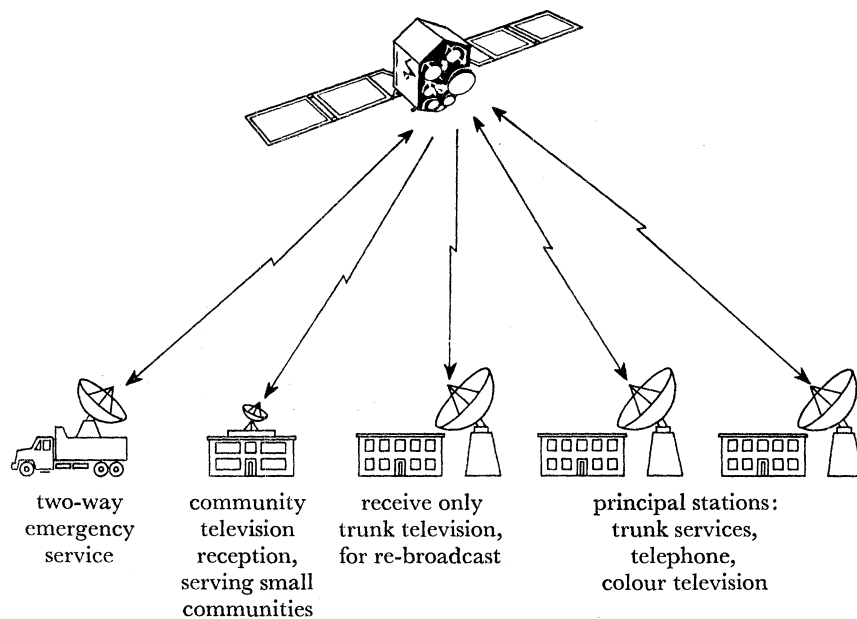 two-way
emergency
service
community
television
reception,
serving small
communities
receive only
trunk television,
for re-broadcast
principal stations:
trunk services,
telephone,
colour television